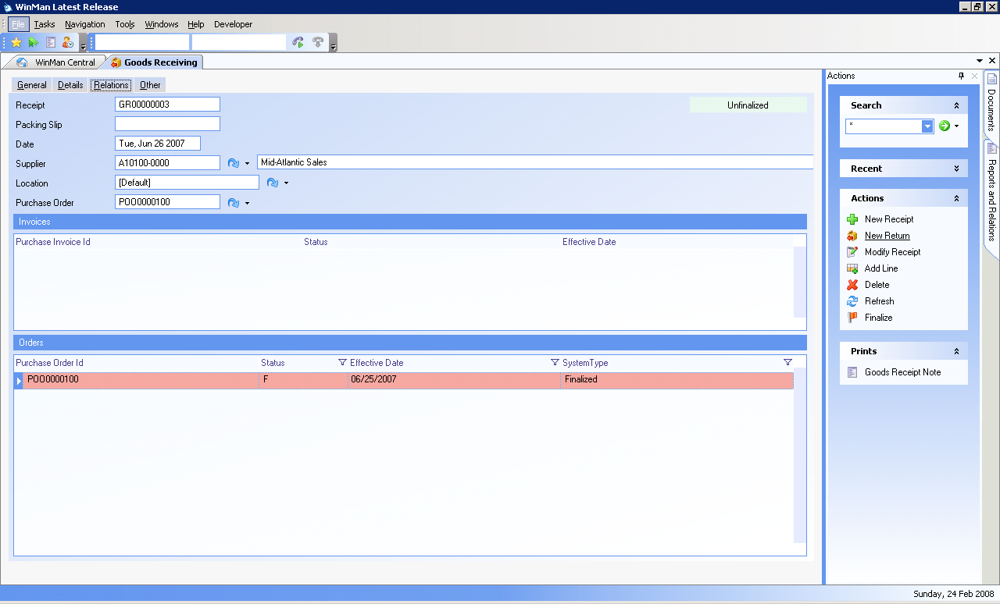 WinMan Latest Release
File Tasks Navigation Tools Windows Help Developer
WinMan Central Goods Receiving
General Details Relations Other
Receipt GR00000003 Unfinalized
Packing Slip
Date Tue, Jun 26 2007
Supplier A10100-0000 Mid-Atlantic Sales
Location [Default]
Purchase Order POO0000100
Invoices
Purchase Invoice Id Status Effective Date
Orders
Purchase Order Id Status Effective Date SystemType
POO0000100 F 06/25/2007 Finalized
Actions
Search
*
Recent
Actions
New Receipt
New Return
Modify Receipt
Add Line
Delete
Refresh
Finalize
Prints
Goods Receipt Note
Documents
Reports and Relations
Sunday, 24 Feb 2008